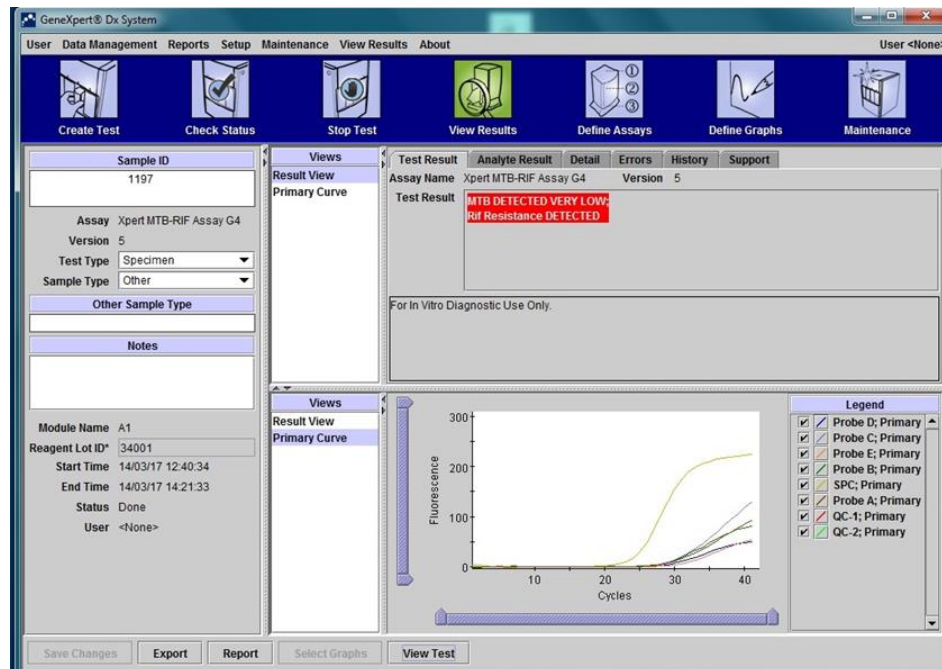 GeneXpert® Dx System
User Data Management Reports Setup Maintenance View Results About User <None>
Create Test Check Status Stop Test View Results Define Assays Define Graphs Maintenance
Sample ID
1197
Assay Xpert MTB-RIF Assay G4
Version 5
Test Type Specimen
Sample Type Other
Other Sample Type
Notes
Module Name A1
Reagent Lot ID* 34001
Start Time 14/03/17 12:40:34
End Time 14/03/17 14:21:33
Status Done
User <None>
Views
Result View
Primary Curve
Test Result Analyte Result Detail Errors History Support
Assay Name Xpert MTB-RIF Assay G4 Version 5
Test Result MTB DETECTED VERY LOW;
Rif Resistance DETECTED
For In Vitro Diagnostic Use Only.
Views
Result View
Primary Curve
300
200
100
0
Fluorescence
10 20 30 40
Cycles
Legend
Probe D; Primary
Probe C; Primary
Probe E; Primary
Probe B; Primary
SPC; Primary
Probe A; Primary
QC-1; Primary
QC-2; Primary
Save Changes Export Report Select Graphs View Test